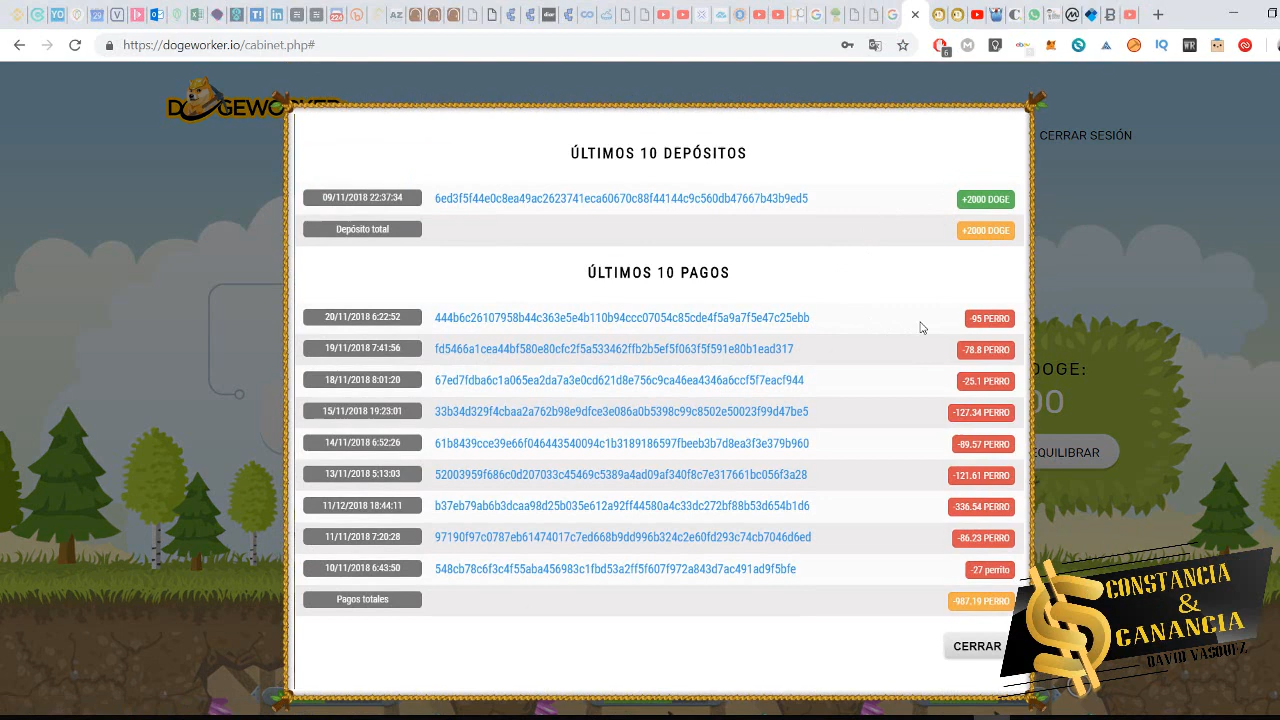 https://dogeworker.io/cabinet.php#
CERRAR SESIÓN
ÚLTIMOS 10 DEPÓSITOS
09/11/2018 22:37:34 6ed3f5f44e0c8ea49ac2623741eca60670c88f44144c9c560db47667b43b9ed5 +2000 DOGE
Depósito total +2000 DOGE
ÚLTIMOS 10 PAGOS
20/11/2018 6:22:52 444b6c26107958b44c363e5e4b110b94ccc07054c85cde4f5a9a7f5e47c25ebb -95 PERRO
19/11/2018 7:41:56 fd5466a1cea44bf580e80cfc2f5a533462ffb2b5ef5f063f5f591e80b1ead317 -78.8 PERRO
18/11/2018 8:01:20 67ed7fdba6c1a065ea2da7a3e0cd621d8e756c9ca46ea4346a6ccf5f7eacf944 -25.1 PERRO
15/11/2018 19:23:01 33b34d329f4cbaa2a762b98e9dfce3e086a0b5398c99c8502e50023f99d47be5 -127.34 PERRO
14/11/2018 6:52:26 61b8439cce39e66f046443540094c1b3189186597fbeeb3b7d8ea3f3e379b960 -89.57 PERRO
13/11/2018 5:13:03 52003959f686c0d207033c45469c5389a4ad09af340f8c7e317661bc056f3a28 -121.61 PERRO
11/12/2018 18:44:11 b37eb79ab6b3dcaa98d25b035e612a92ff44580a4c33dc272bf88b53d654b1d6 -336.54 PERRO
11/11/2018 7:20:28 97190f97c0787eb61474017c7ed668b9dd996b324c2e60fd293c74cb7046d6ed -86.23 PERRO
10/11/2018 6:43:50 548cb78c6f3c4f55aba456983c1fbd53a2ff5f607f972a843d7ac491ad9f5bfe -27 perrito
Pagos totales -987.19 PERRO
CERRAR
DOGE:
EQUILIBRAR
CONSTANCIA
&
GANANCIA
DAVID VASQUEZ